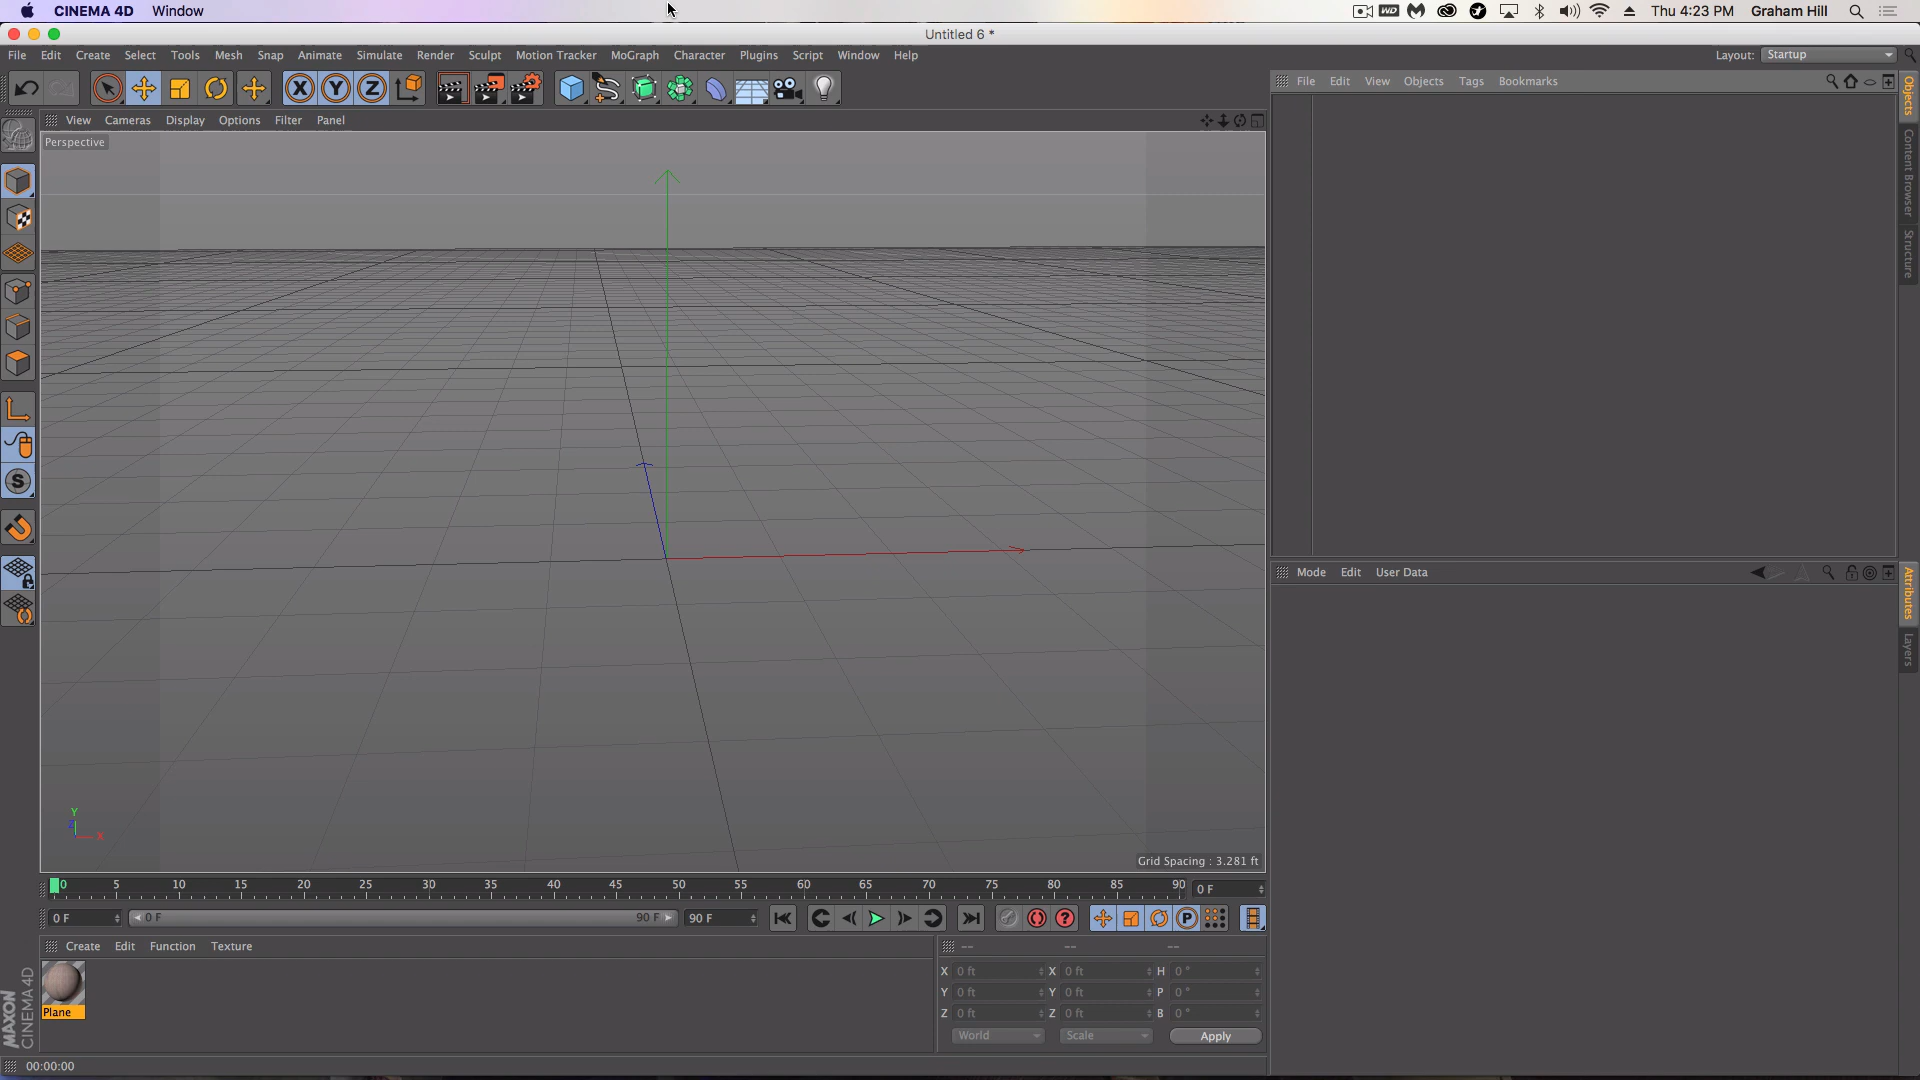 CINEMA 4D Window
Thu 4:23 PM Graham Hill
Untitled 6 *
File Edit Create Select Tools Mesh Snap Animate Simulate Render Sculpt Motion Tracker MoGraph Character Plugins Script Window Help
Layout: Startup
X Y Z
File Edit View Objects Tags Bookmarks
View Cameras Display Options Filter Panel
Perspective
Objects
Content Browser
Structure
S
Mode Edit User Data
Attributes
Layers
Y
Z
X
Grid Spacing : 3.281 ft
0 5 10 15 20 25 30 35 40 45 50 55 60 65 70 75 80 85 90 0 F
0 F 0 F 90 F 90 F ? P
Create Edit Function Texture
-- -- --
X 0 ft X 0 ft H 0 °
Y 0 ft Y 0 ft P 0 °
Z 0 ft Z 0 ft B 0 °
World Scale Apply
Plane
MAXON
CINEMA 4D
00:00:00